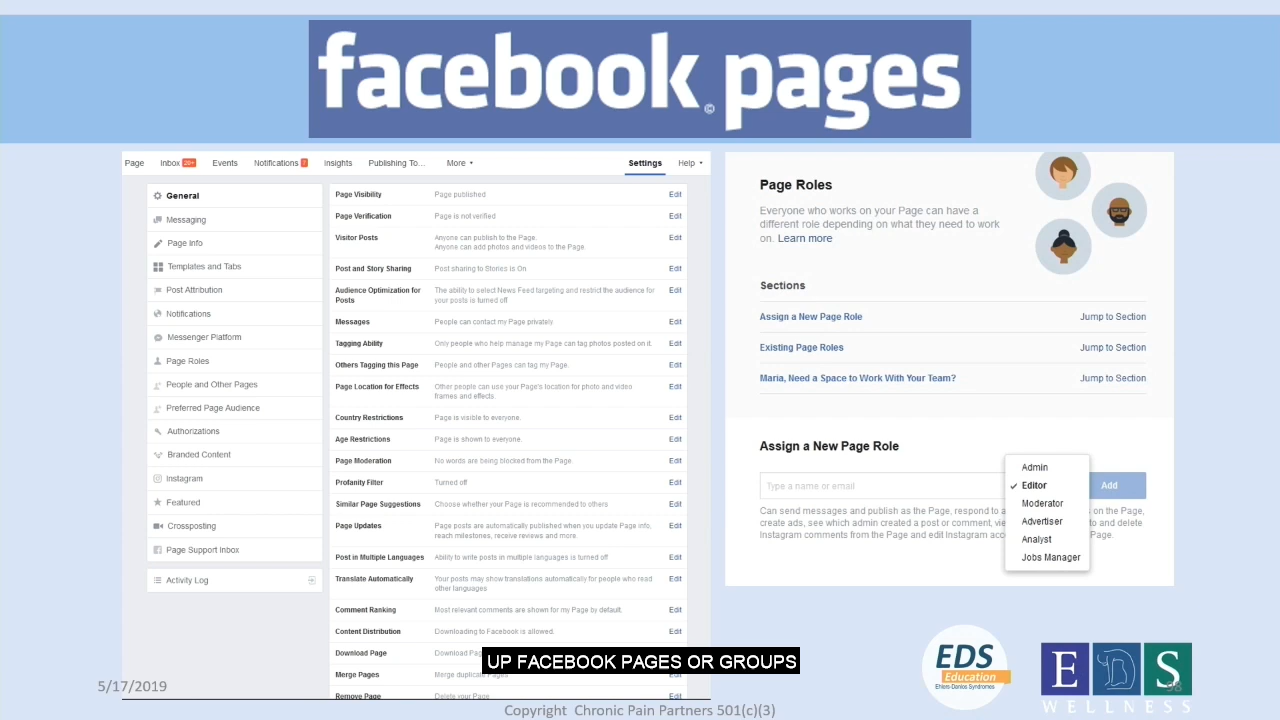 facebook pages
Page Inbox 20+ Events Notifications 7 Insights Publishing To... More Settings Help
General
Messaging
Page Info
Templates and Tabs
Post Attribution
Notifications
Messenger Platform
Page Roles
People and Other Pages
Preferred Page Audience
Authorizations
Branded Content
Instagram
Featured
Crossposting
Page Support Inbox
Activity Log
Page Visibility Page published Edit
Page Verification Page is not verified Edit
Visitor Posts Anyone can publish to the Page. Edit
Anyone can add photos and videos to the Page.
Post and Story Sharing Post sharing to Stories is On Edit
Audience Optimization for The ability to select News Feed targeting and restrict the audience for Edit
Posts your posts is turned off
Messages People can contact my Page privately Edit
Tagging Ability Only people who help manage my Page can tag photos posted on it. Edit
Others Tagging this Page People and other Pages can tag my Page. Edit
Page Location for Effects Other people can use your Page's location for photo and video Edit
frames and effects.
Country Restrictions Page is visible to everyone. Edit
Age Restrictions Page is shown to everyone. Edit
Page Moderation No words are being blocked from the Page. Edit
Profanity Filter Turned off Edit
Similar Page Suggestions Choose whether your Page is recommended to others Edit
Page Updates Page posts are automatically published when you update Page info, Edit
reach milestones, receive reviews, etc.
Post in Multiple Languages Ability to write posts in multiple languages is turned off Edit
Translate Automatically Your posts may show translations automatically for people who read Edit
other languages
Comment Ranking Most relevant comments are shown for my Page by default. Edit
Content Distribution Downloading to Facebook is allowed. Edit
Download Page Download Edit
Merge Pages Merge duplicate Pages Edit
Remove Page Delete your Page Edit
Page Roles
Everyone who works on your Page can have a
different role depending on what they need to work
on. Learn more
Sections
Assign a New Page Role Jump to Section
Existing Page Roles Jump to Section
Maria, Need a Space to Work With Your Team? Jump to Section
Assign a New Page Role
Type a name or email Add
Admin
Editor
Moderator
Advertiser
Analyst
Jobs Manager
Can send messages and publish as the Page, respond to on the Page,
create ads, see which admin created a post or comment, to and delete
Instagram comments from the Page and edit Instagram Page.
UP FACEBOOK PAGES OR GROUPS
EDS
Education
Ehlers-Danlos Syndromes
E D S
WELLNESS
5/17/2019
98
Copyright Chronic Pain Partners 501(c)(3)